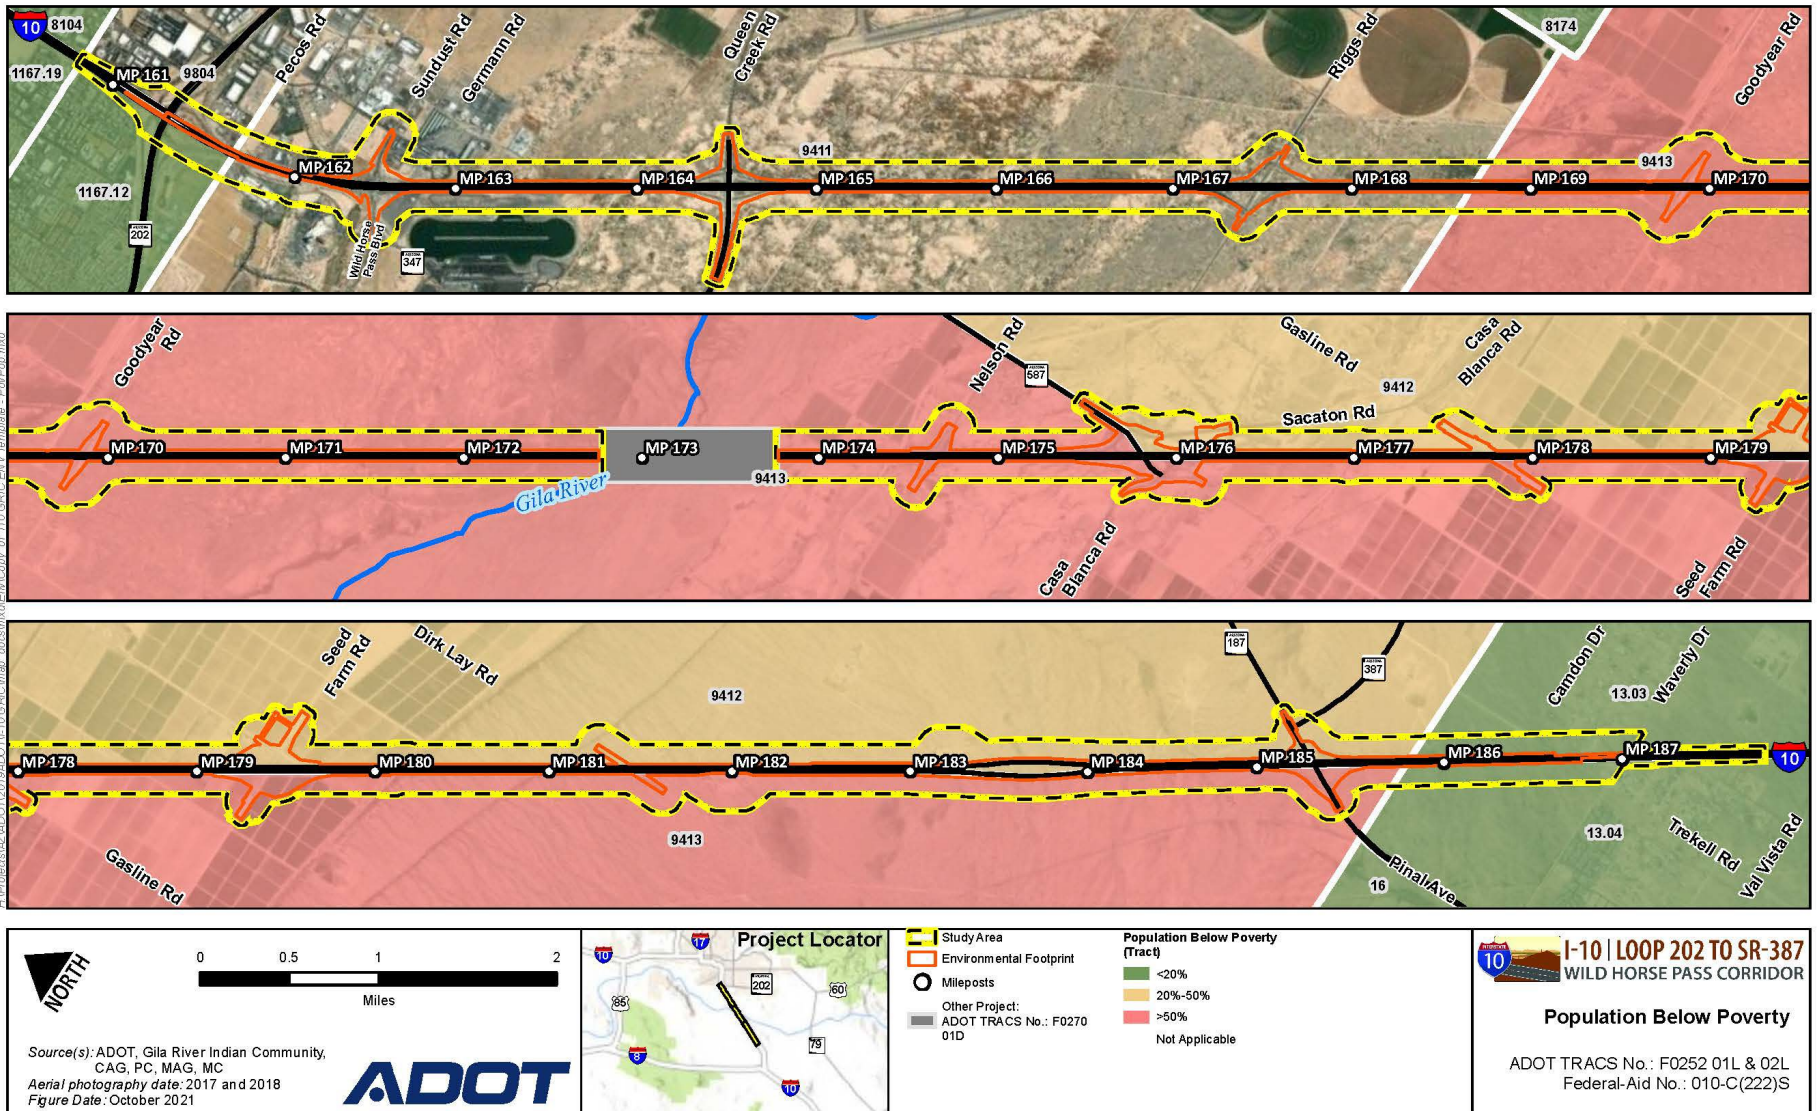 10
8104
1167.19
MP 161
9804
Pecos Rd
Sundust Rd
Germann Rd
Queen
Creek Rd
Riggs Rd
8174
Goodyear Rd
1167.12
202
MP 162
Wild Horse
Pass Blvd
347
MP 163
MP 164
9411
MP 165
MP 166
MP 167
MP 168
MP 169
9413
MP 170
Goodyear
Rd
MP 170
MP 171
MP 172
Gila River
MP 173
9413
MP 174
Nelson Rd
MP 175
587
Casa
Blanca Rd
MP 176
Gasline Rd
Sacaton Rd
9412
Casa
Blanca Rd
MP 177
MP 178
MP 179
Seed
Farm Rd
Seed
Farm Rd
Dirk Lay Rd
9412
187
387
Camdon Dr
13.03
Waverly Dr
MP 178
MP 179
MP 180
MP 181
MP 182
MP 183
MP 184
MP 185
MP 186
MP 187
10
Gasline Rd
9413
16
Pinal Ave
13.04
Trekell Rd
Val Vista Rd
NORTH
0 0.5 1 2
Miles
Source(s): ADOT, Gila River Indian Community,
CAG, PC, MAG, MC
Aerial photography date: 2017 and 2018
Figure Date: October 2021
ADOT
Project Locator
10
17
202
60
85
8
79
10
Study Area
Environmental Footprint
Mileposts
Other Project:
ADOT TRACS No.: F0270
01D
Population Below Poverty
(Tract)
<20%
20%-50%
>50%
Not Applicable
INTERSTATE
10
I-10 | LOOP 202 TO SR-387
WILD HORSE PASS CORRIDOR
Population Below Poverty
ADOT TRACS No.: F0252 01L & 02L
Federal-Aid No.: 010-C(222)S